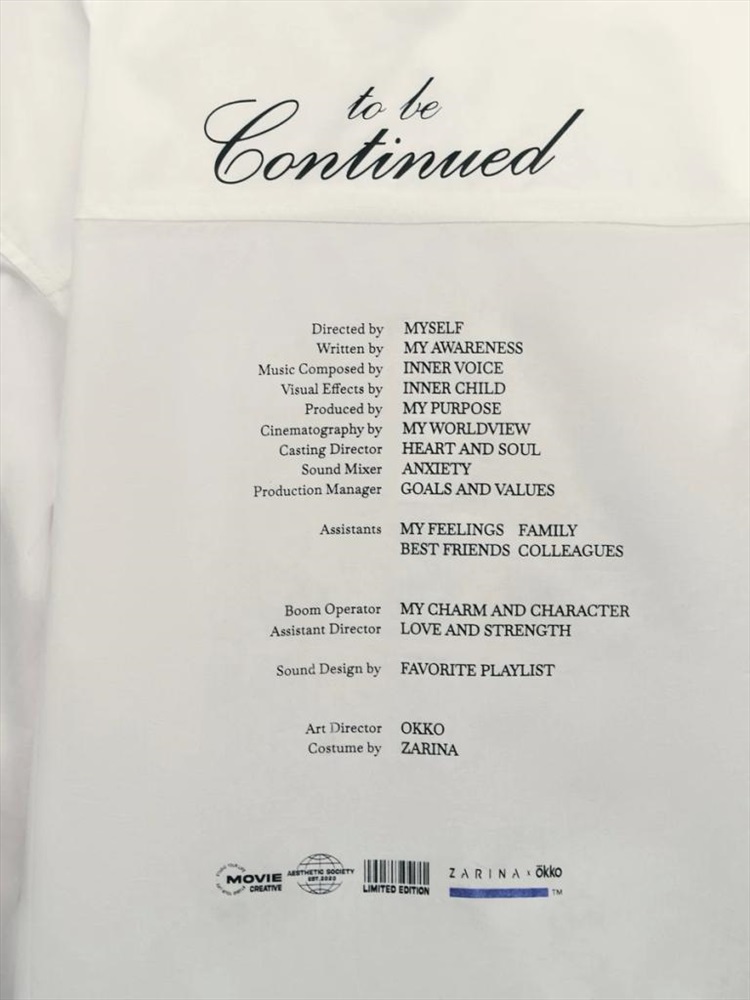 to be
Continued
Directed by MYSELF
Written by MY AWARENESS
Music Composed by INNER VOICE
Visual Effects by INNER CHILD
Produced by MY PURPOSE
Cinematography by MY WORLDVIEW
Casting Director HEART AND SOUL
Sound Mixer ANXIETY
Production Manager GOALS AND VALUES
Assistants MY FEELINGS FAMILY
BEST FRIENDS COLLEAGUES
Boom Operator MY CHARM AND CHARACTER
Assistant Director LOVE AND STRENGTH
Sound Design by FAVORITE PLAYLIST
Art Director OKKO
Costume by ZARINA
MOVIE
CREATIVE
AESTHETIC SOCIETY
EST.2023
LIMITED EDITION
ZARINA x ōkko
TM